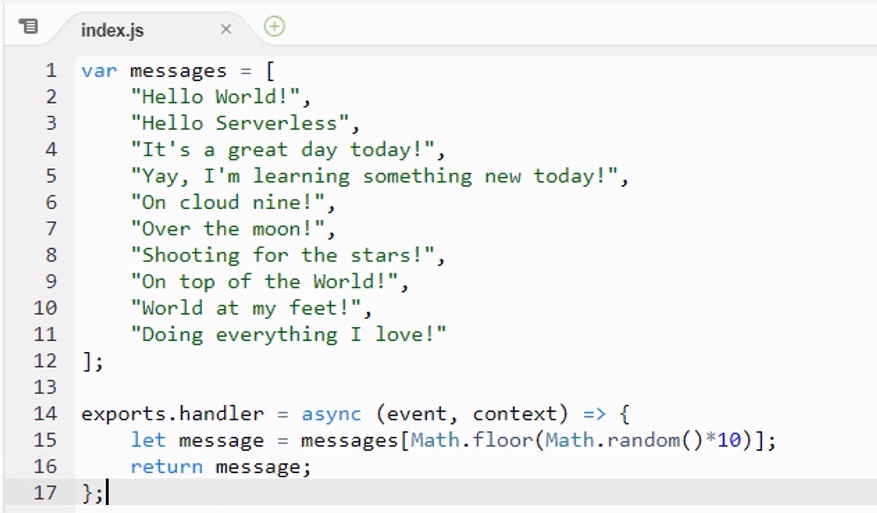 index.js ×
1 var messages = [
2     "Hello World!",
3     "Hello Serverless",
4     "It's a great day today!",
5     "Yay, I'm learning something new today!",
6     "On cloud nine!",
7     "Over the moon!",
8     "Shooting for the stars!",
9     "On top of the World!",
10     "World at my feet!",
11     "Doing everything I love!"
12 ];
13
14 exports.handler = async (event, context) => {
15     let message = messages[Math.floor(Math.random()*10)];
16     return message;
17 };